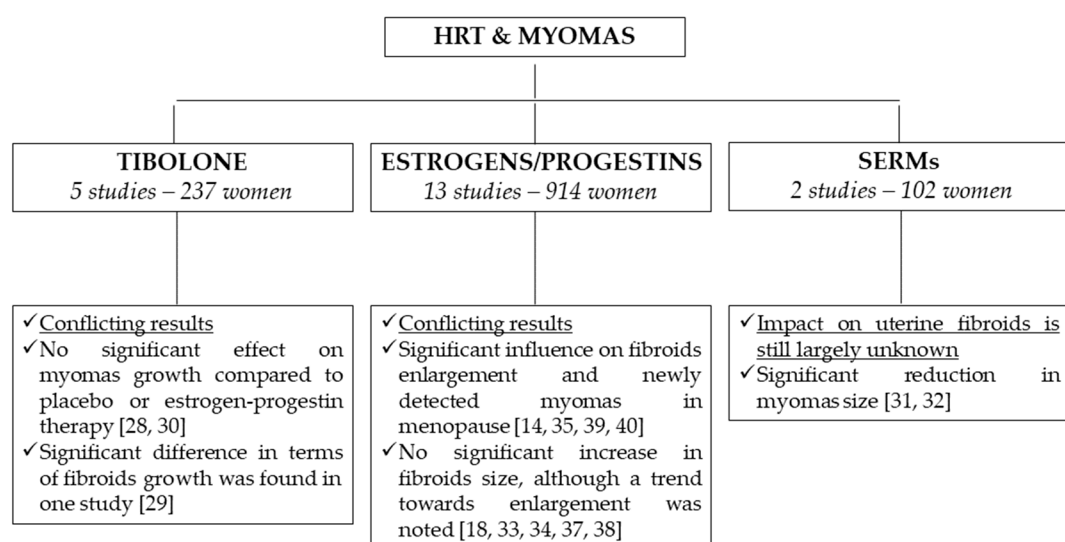 HRT & MYOMAS
TIBOLONE
5 studies – 237 women
ESTROGENS/PROGESTINS
13 studies – 914 women
SERMs
2 studies – 102 women
✓Conflicting results
✓No significant effect on
myomas growth compared to
placebo or estrogen-progestin
therapy [28, 30]
✓Significant difference in terms
of fibroids growth was found in
one study [29]
✓Conflicting results
✓Significant influence on fibroids
enlargement and newly
detected myomas in
menopause [14, 35, 39, 40]
✓No significant increase in
fibroids size, although a trend
towards enlargement was
noted [18, 33, 34, 37, 38]
✓Impact on uterine fibroids is
still largely unknown
✓Significant reduction in
myomas size [31, 32]